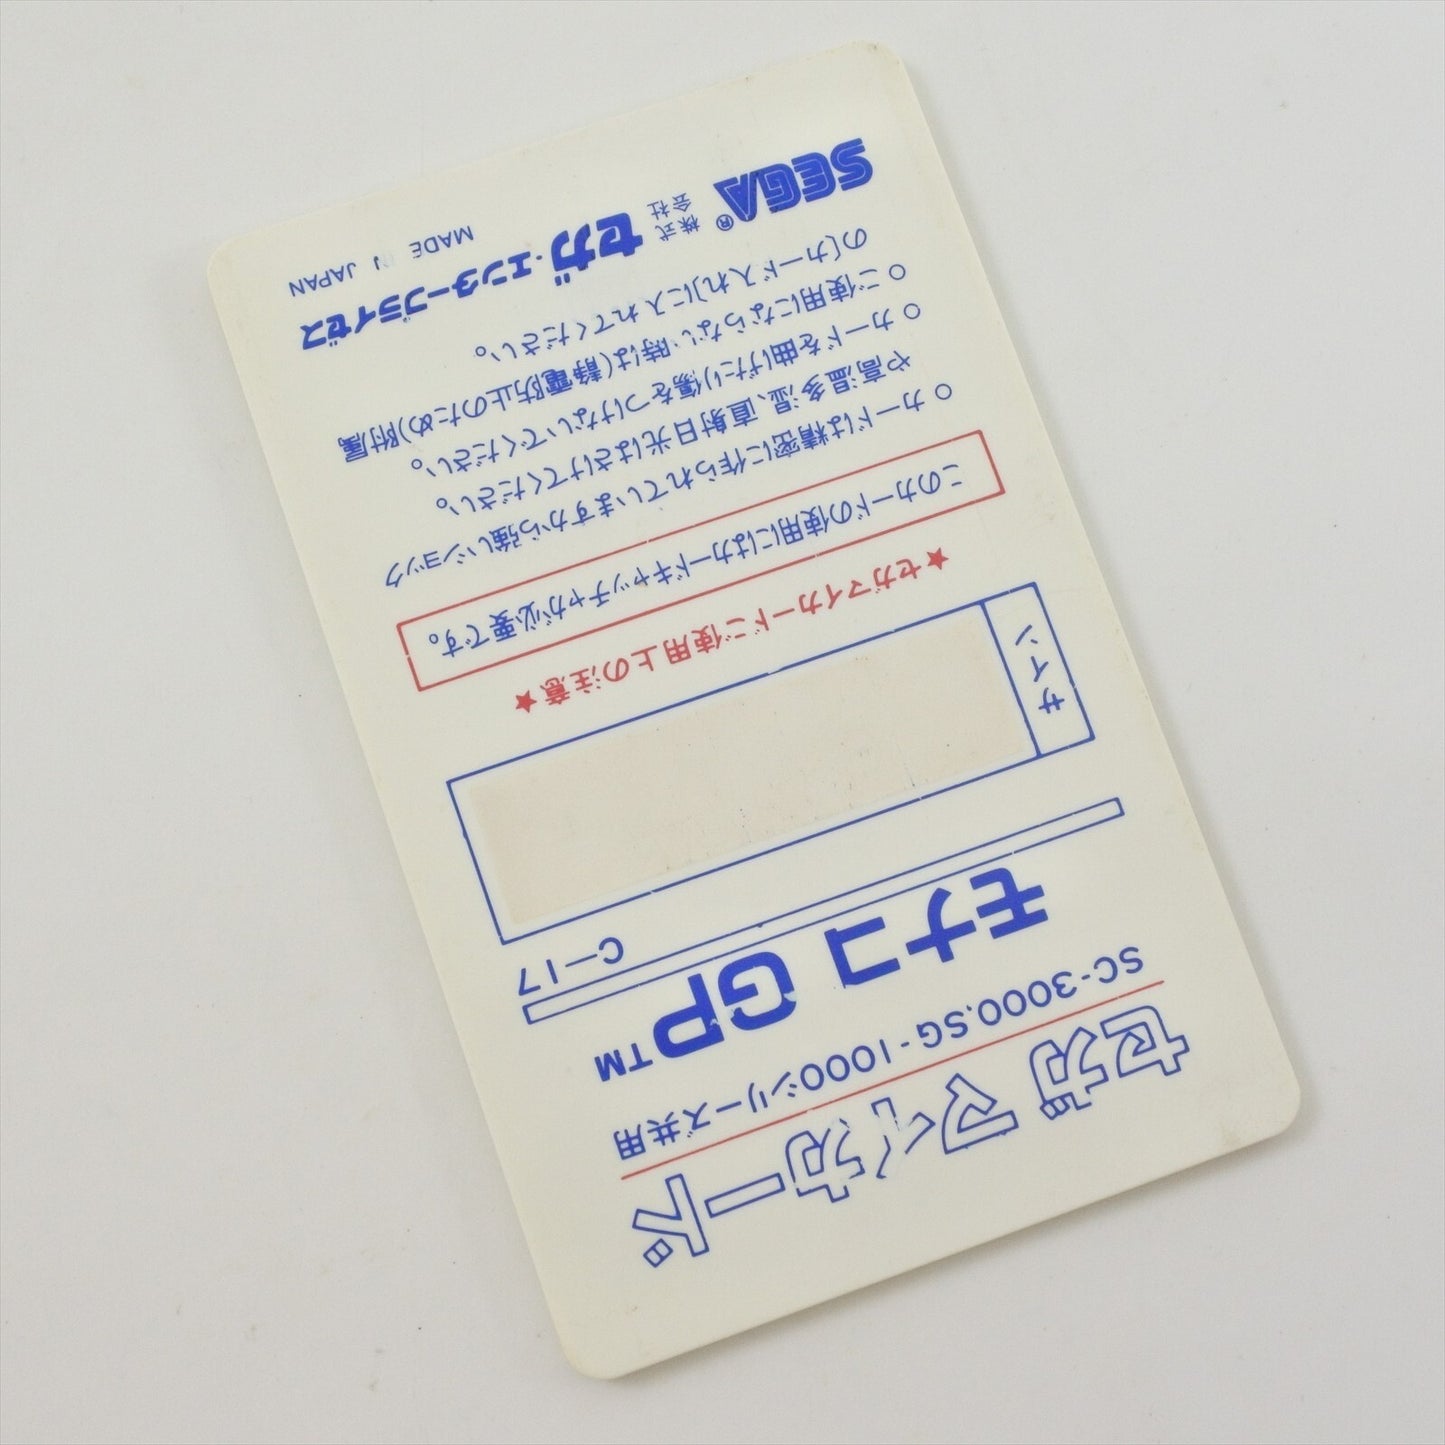 セガ マイカード
SC-3000,SG-1000シリーズ共用
モナコ GP™
C-17
サイン
★セガマイカードご使用上の注意★
このカードの使用にはカードキャッチャが必要です。
○カードは精密に作られていますから強いショック
や高温多湿、直射日光はさけてください。
○カードを曲げたり傷をつけないでください。
○ご使用にならない時は(静電防止のため)附属
の(カード入れ)に入れてください。
SEGA® 株式会社 セガ・エンタープライゼス
MADE IN JAPAN